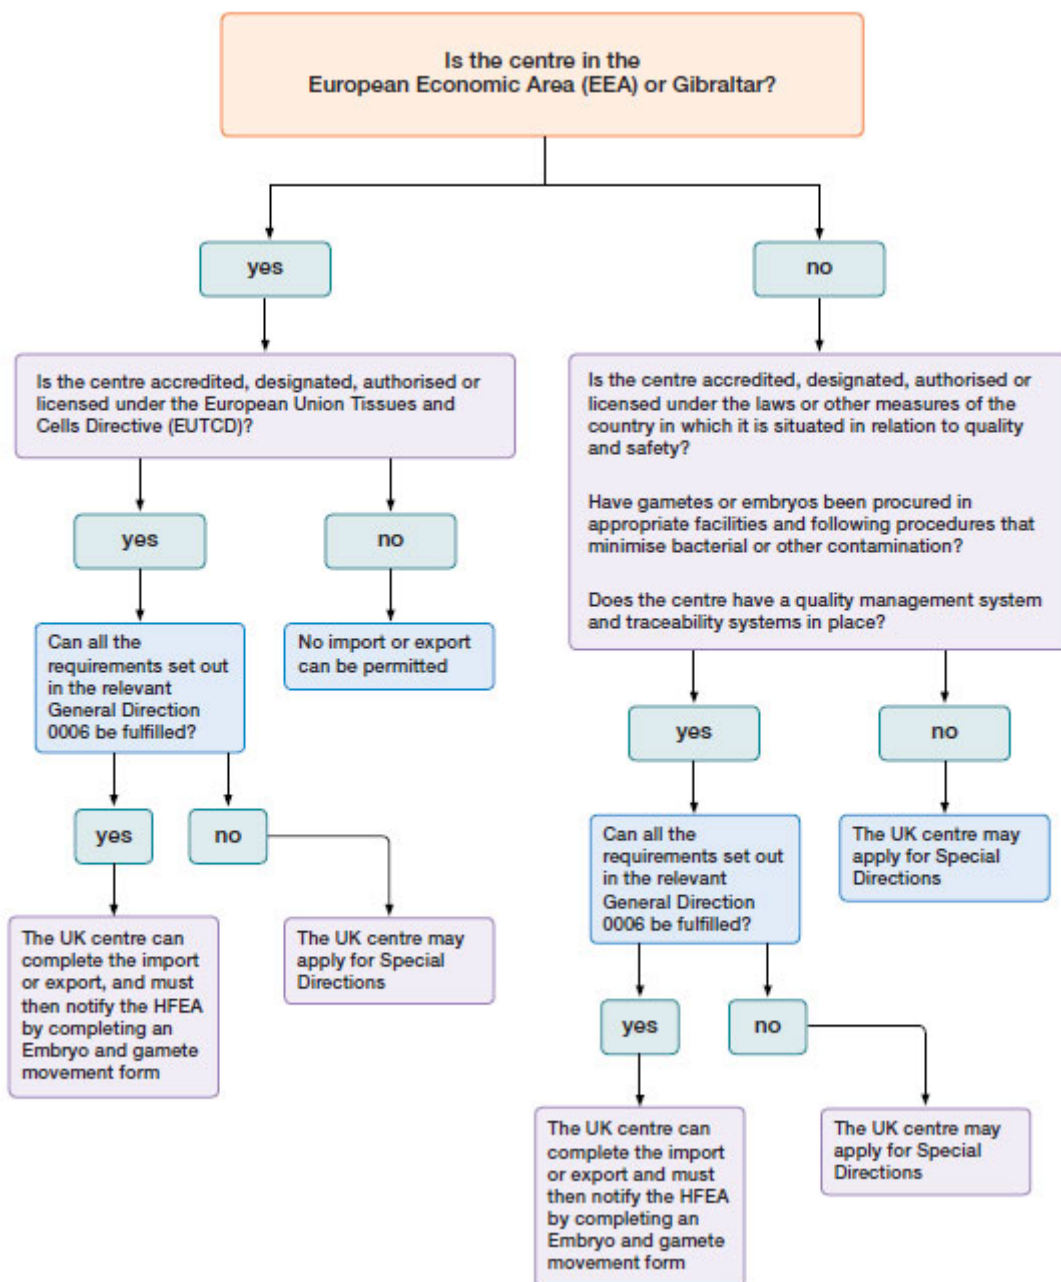 Is the centre in the
European Economic Area (EEA) or Gibraltar?
yes
no
Is the centre accredited, designated, authorised or
licensed under the European Union Tissues and
Cells Directive (EUTCD)?
Is the centre accredited, designated, authorised or
licensed under the laws or other measures of the
country in which it is situated in relation to quality
and safety?
Have gametes or embryos been procured in
appropriate facilities and following procedures that
minimise bacterial or other contamination?
Does the centre have a quality management system
and traceability systems in place?
yes
no
Can all the
requirements set out
in the relevant
General Direction
0006 be fulfilled?
No import or export
can be permitted
yes
no
yes
no
Can all the
requirements set out
in the relevant
General Direction
0006 be fulfilled?
The UK centre may
apply for Special
Directions
The UK centre can
complete the import
or export, and must
then notify the HFEA
by completing an
Embryo and gamete
movement form
The UK centre may
apply for Special
Directions
yes
no
The UK centre can
complete the import
or export and must
then notify the HFEA
by completing an
Embryo and gamete
movement form
The UK centre may
apply for Special
Directions